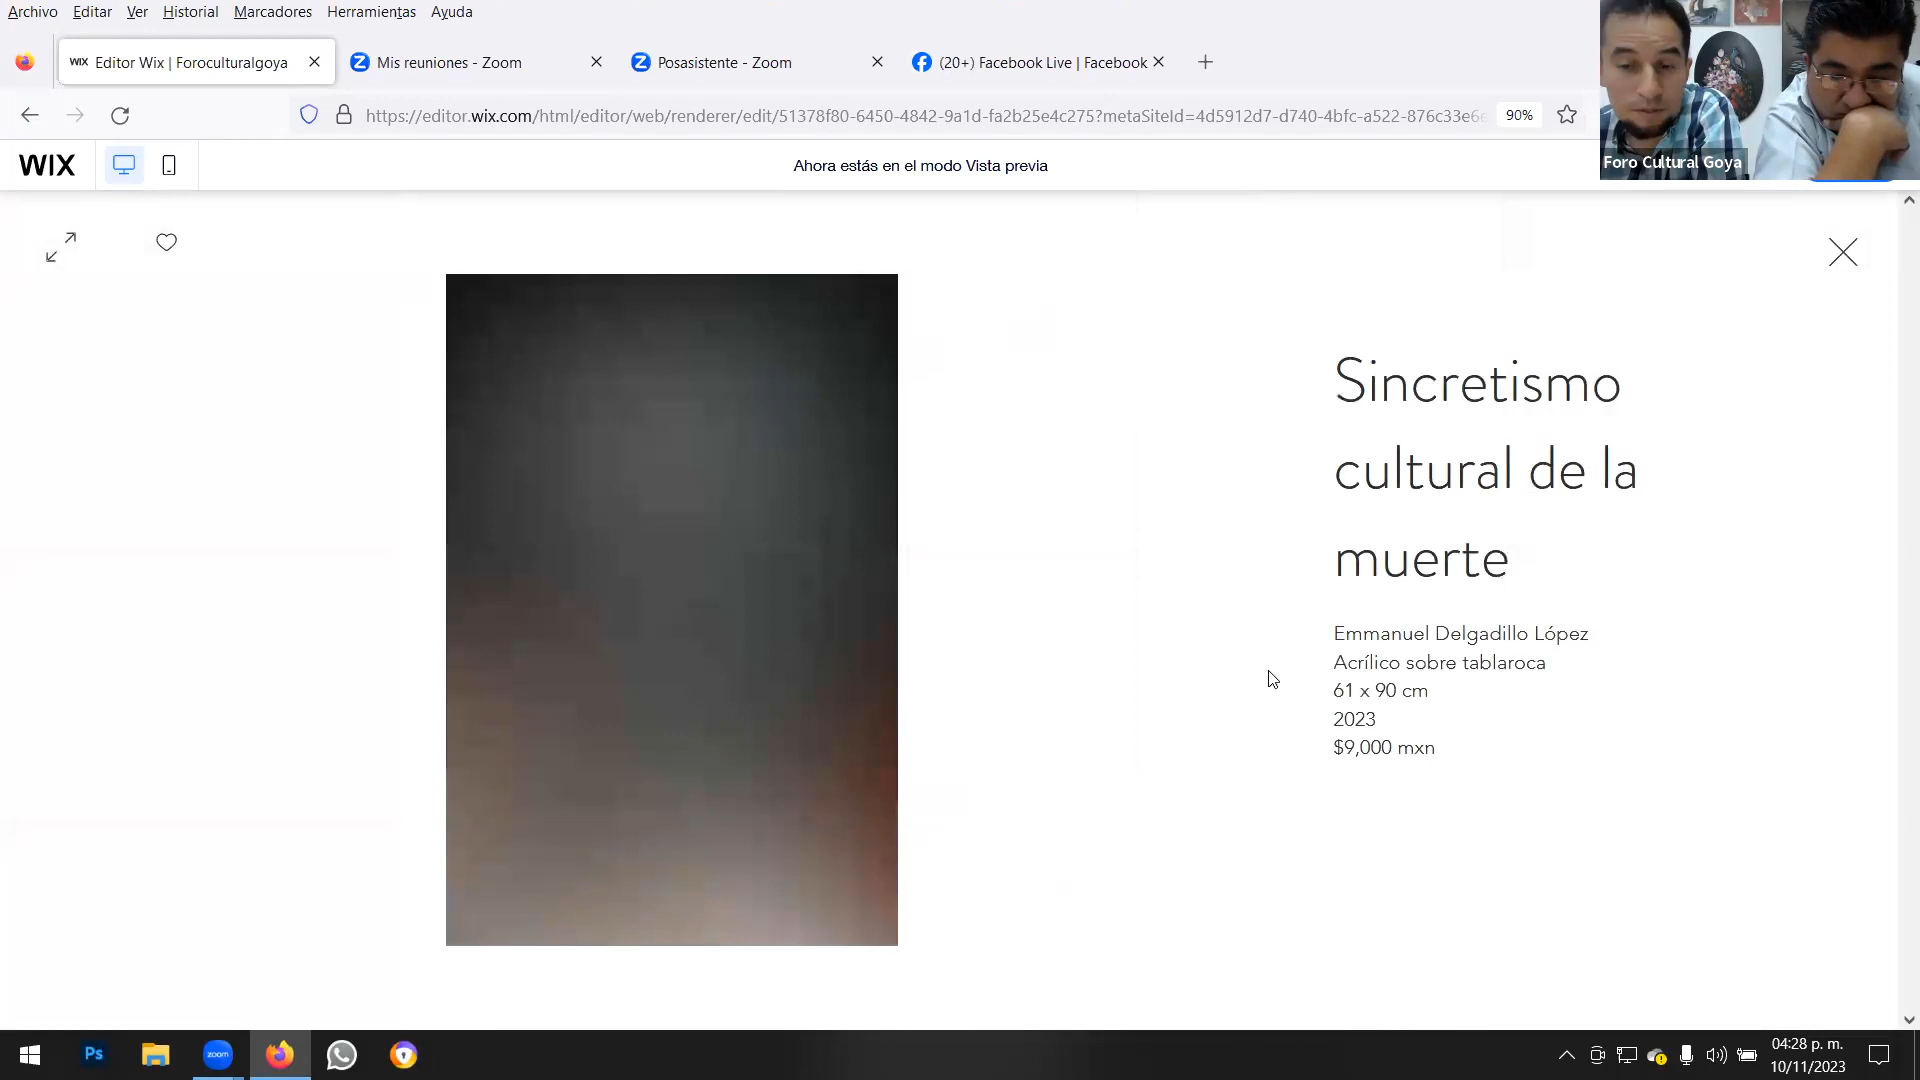 Archivo Editar Ver Historial Marcadores Herramientas Ayuda
WIX Editor Wix | Foroculturalgoya
Mis reuniones - Zoom
Posasistente - Zoom
(20+) Facebook Live | Facebook
https://editor.wix.com/html/editor/web/renderer/edit/51378f80-6450-4842-9a1d-fa2b25e4c275?metaSiteId=4d5912d7-d740-4bfc-a522-876c33e6
90%
Foro Cultural Goya
WIX
Ahora estás en el modo Vista previa
Sincretismo
cultural de la
muerte
Emmanuel Delgadillo López
Acrílico sobre tablaroca
61 x 90 cm
2023
$9,000 mxn
Ps
zoom
04:28 p. m.
10/11/2023